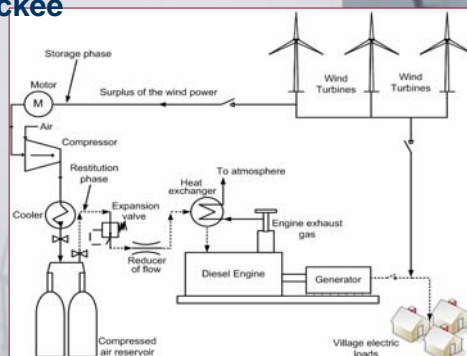 ckee
Storage phase
Motor
M
Surplus of the wind power
Wind
Turbines
Wind
Turbines
Air
Compressor
Restitution
phase
To atmosphere
Heat
exchanger
Expansion
valve
Cooler
Engine exhaust
gas
Reducer
of flow
Diesel Engine
Generator
Compressed
air reservoir
Village electric
loads